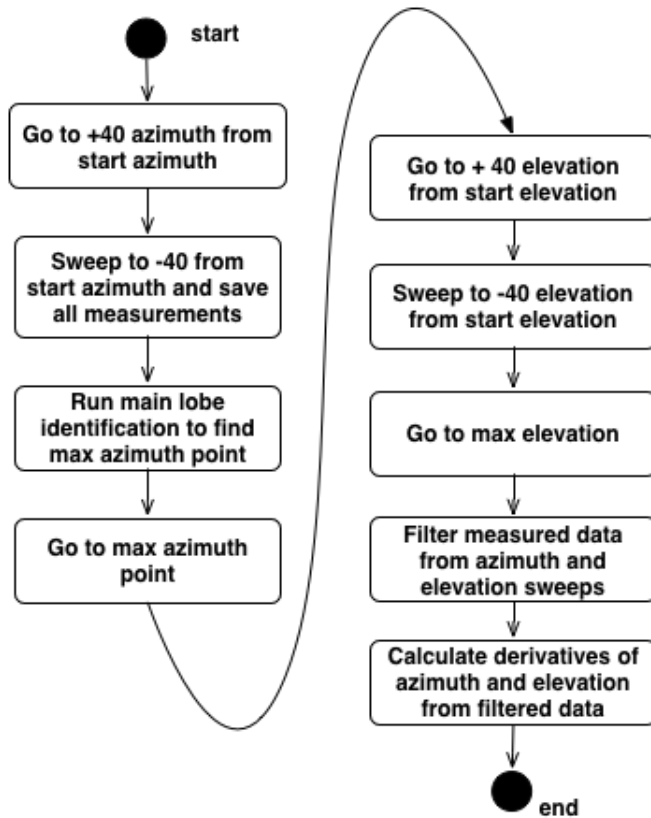 start
Go to +40 azimuth from
start azimuth
Sweep to -40 from
start azimuth and save
all measurements
Run main lobe
identification to find
max azimuth point
Go to max azimuth
point
Go to + 40 elevation
from start elevation
Sweep to -40 elevation
from start elevation
Go to max elevation
Filter measured data
from azimuth and
elevation sweeps
Calculate derivatives of
azimuth and elevation
from filtered data
end